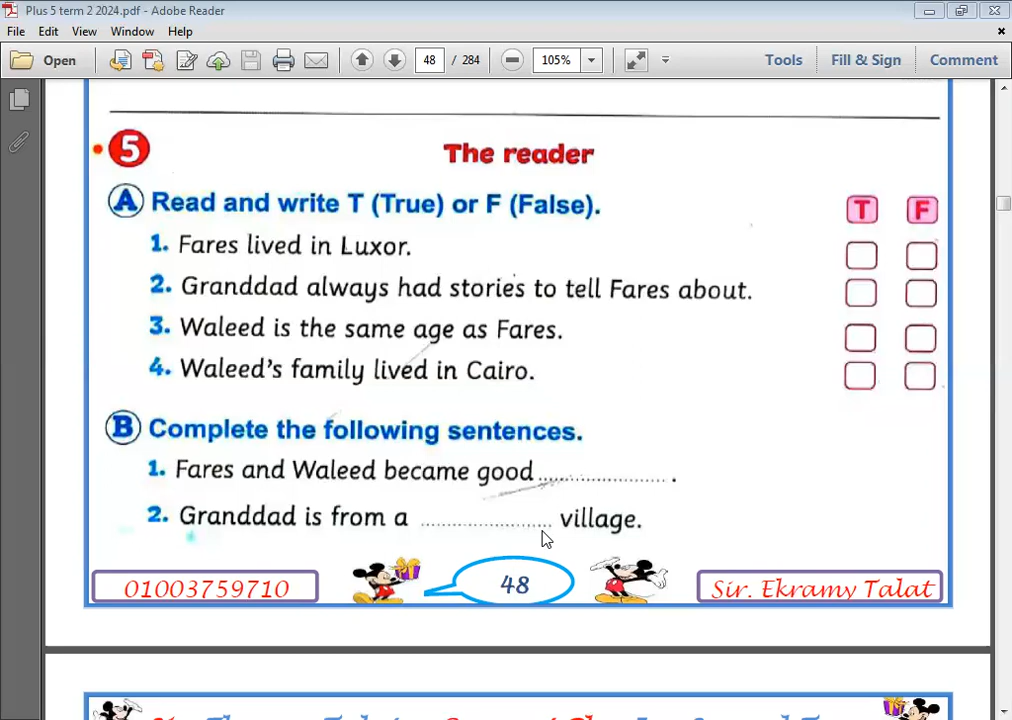 Plus 5 term 2 2024.pdf - Adobe Reader
File Edit View Window Help
Open 48 / 284 105% Tools Fill & Sign Comment
5 The reader
A Read and write T (True) or F (False). T F
1. Fares lived in Luxor.
2. Granddad always had stories to tell Fares about.
3. Waleed is the same age as Fares.
4. Waleed's family lived in Cairo.
B Complete the following sentences.
1. Fares and Waleed became good ........................ .
2. Granddad is from a ........................ village.
01003759710 48 Sir. Ekramy Talat